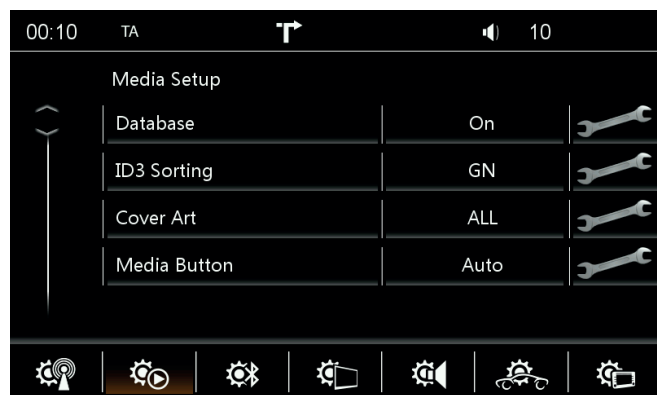 00:10 TA 10
Media Setup
Database On
ID3 Sorting GN
Cover Art ALL
Media Button Auto